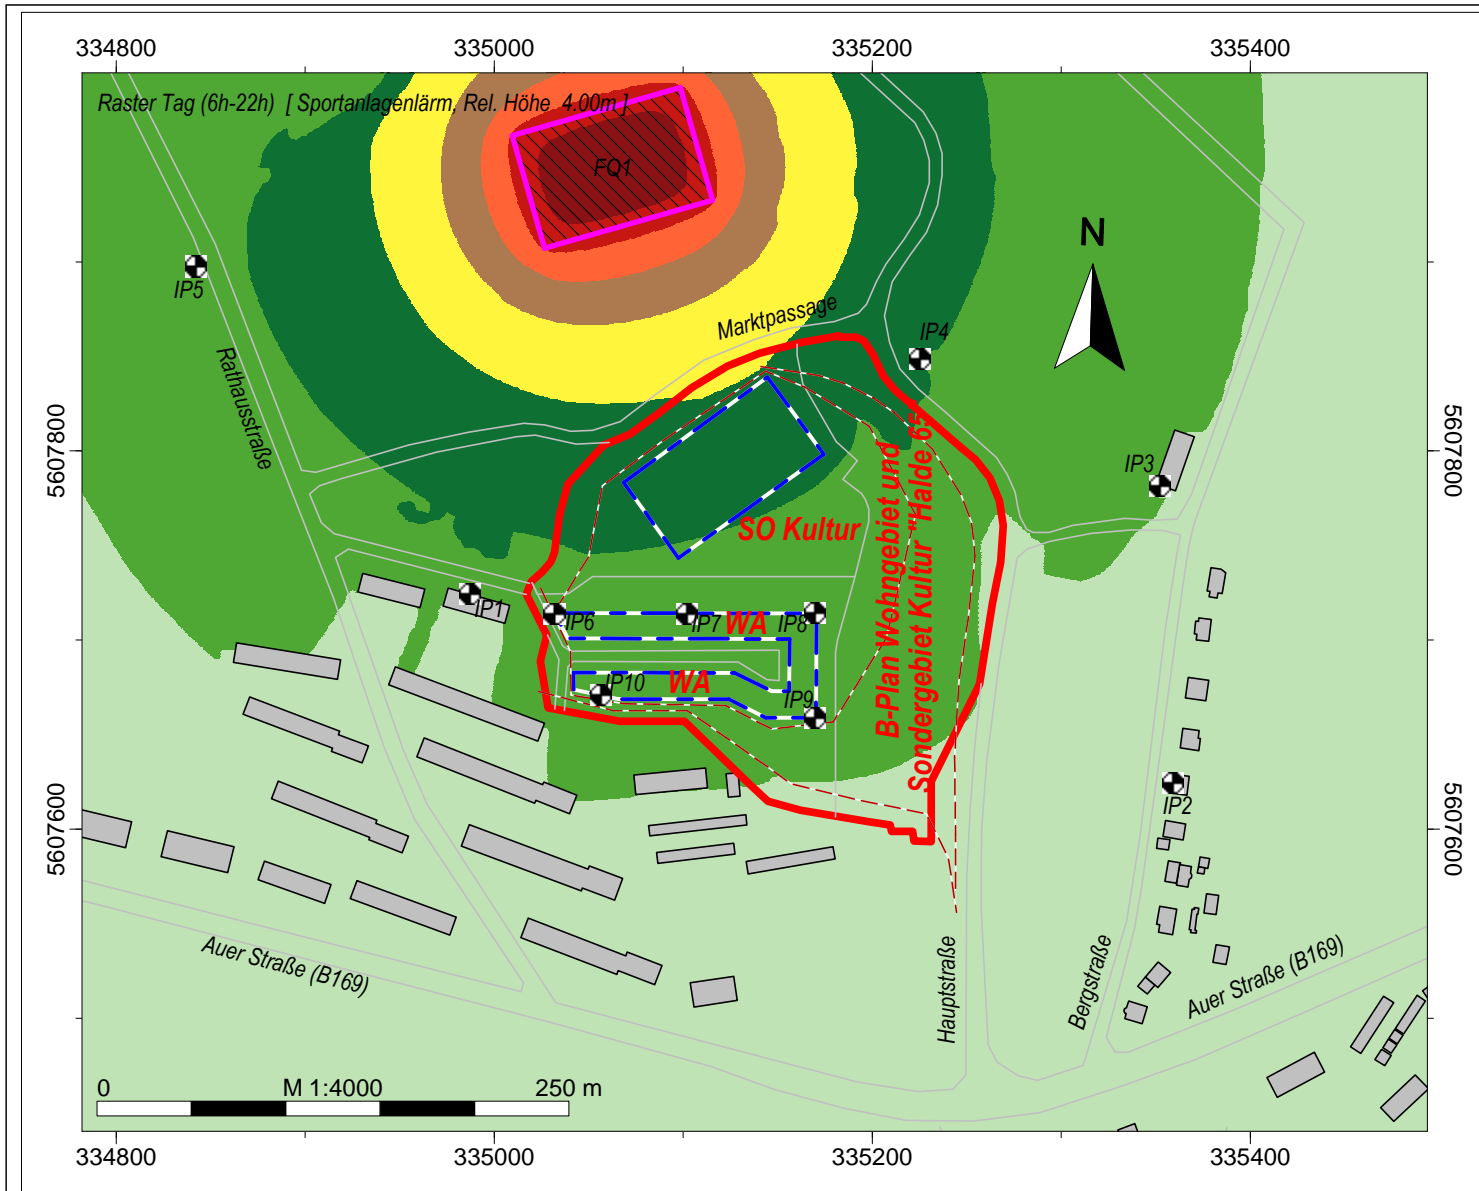 334800
335000
335200
335400
Raster Tag (6h-22h) [ Sportanlagenlärm, Rel. Höhe 4.00m ]
FQ1
N
IP5
Marktpassage
IP4
Rathausstraße
5607800
5607800
IP3
SO Kultur
B-Plan Wohngebiet und
Sondergebiet Kultur "Halde 65
IP1
IP6
IP7
WA
IP8
IP10
WA
IP9
IP2
5607600
5607600
Auer Straße (B169)
Hauptstraße
Bergstraße
Auer Straße (B169)
0
M 1:4000
250 m
334800
335000
335200
335400